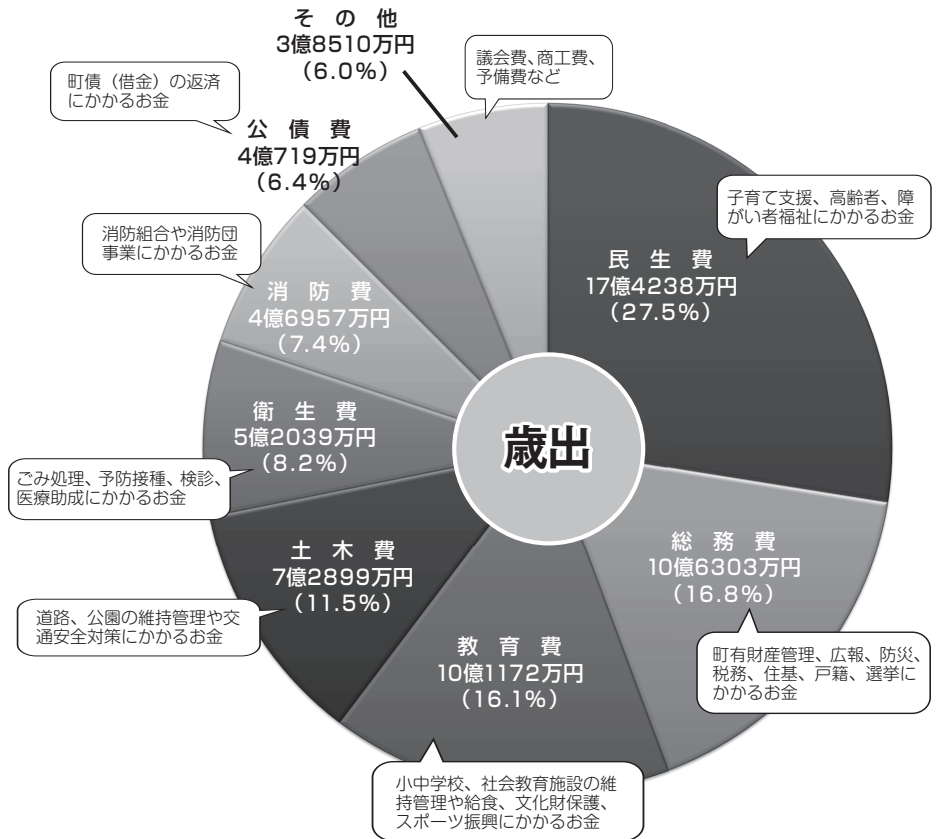 そ の 他
3億8510万円
(6.0%)
議会費、商工費、
予備費など
町債（借金）の返済
にかかるお金
公 債 費
4億719万円
(6.4%)
子育て支援、高齢者、障
がい者福祉にかかるお金
民 生 費
17億4238万円
(27.5%)
消防組合や消防団
事業にかかるお金
消 防 費
4億6957万円
(7.4%)
衛 生 費
5億2039万円
(8.2%)
ごみ処理、予防接種、検診、
医療助成にかかるお金
歳出
総 務 費
10億6303万円
(16.8%)
町有財産管理、広報、防災、
税務、住基、戸籍、選挙に
かかるお金
土 木 費
7億2899万円
(11.5%)
道路、公園の維持管理や交
通安全対策にかかるお金
教 育 費
10億1172万円
(16.1%)
小中学校、社会教育施設の維
持管理や給食、文化財保護、
スポーツ振興にかかるお金